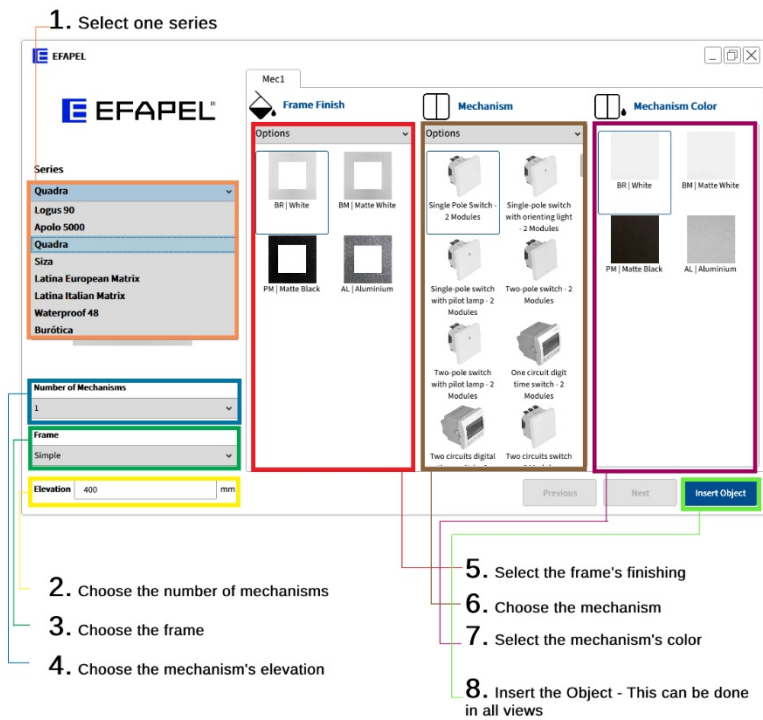 1. Select one series
EFAPEL
Mec1
EFAPEL®
Frame Finish
Mechanism
Mechanism Color
Options
Options
Series
Quadra
Logus 90
Apolo 5000
Quadra
Siza
Latina European Matrix
Latina Italian Matrix
Waterproof 48
Burótica
BR | White
BM | Matte White
PM | Matte Black
AL | Aluminium
Single Pole Switch -
2 Modules
Single-pole switch
with orienting light
- 2 Modules
Single-pole switch
with pilot lamp - 2
Modules
Two-pole switch - 2
Modules
Two-pole switch
with pilot lamp - 2
Modules
One circuit digit
time switch - 2
Modules
Two circuits digital
Two circuits switch
BR | White
BM | Matte White
PM | Matte Black
AL | Aluminium
Number of Mechanisms
1
Frame
Simple
Elevation 400 mm
Previous
Next
Insert Object
2. Choose the number of mechanisms
3. Choose the frame
4. Choose the mechanism's elevation
5. Select the frame's finishing
6. Choose the mechanism
7. Select the mechanism's color
8. Insert the Object - This can be done
in all views